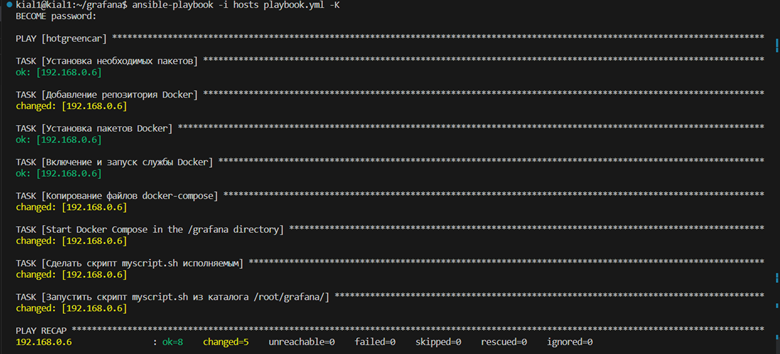 kial1@kial1:~/grafana$ ansible-playbook -i hosts playbook.yml -K
BECOME password:
PLAY [hotgreencar] ****************************************************************************************************
TASK [Установка необходимых пакетов] ****************************************************************************************************
ok: [192.168.0.6]
TASK [Добавление репозитория Docker] ****************************************************************************************************
changed: [192.168.0.6]
TASK [Установка пакетов Docker] ****************************************************************************************************
ok: [192.168.0.6]
TASK [Включение и запуск службы Docker] ****************************************************************************************************
ok: [192.168.0.6]
TASK [Копирование файлов docker-compose] ****************************************************************************************************
changed: [192.168.0.6]
TASK [Start Docker Compose in the /grafana directory] ****************************************************************************************************
changed: [192.168.0.6]
TASK [Сделать скрипт myscript.sh исполняемым] ****************************************************************************************************
changed: [192.168.0.6]
TASK [Запустить скрипт myscript.sh из каталога /root/grafana/] ****************************************************************************************************
changed: [192.168.0.6]
PLAY RECAP ****************************************************************************************************
192.168.0.6 : ok=8 changed=5 unreachable=0 failed=0 skipped=0 rescued=0 ignored=0